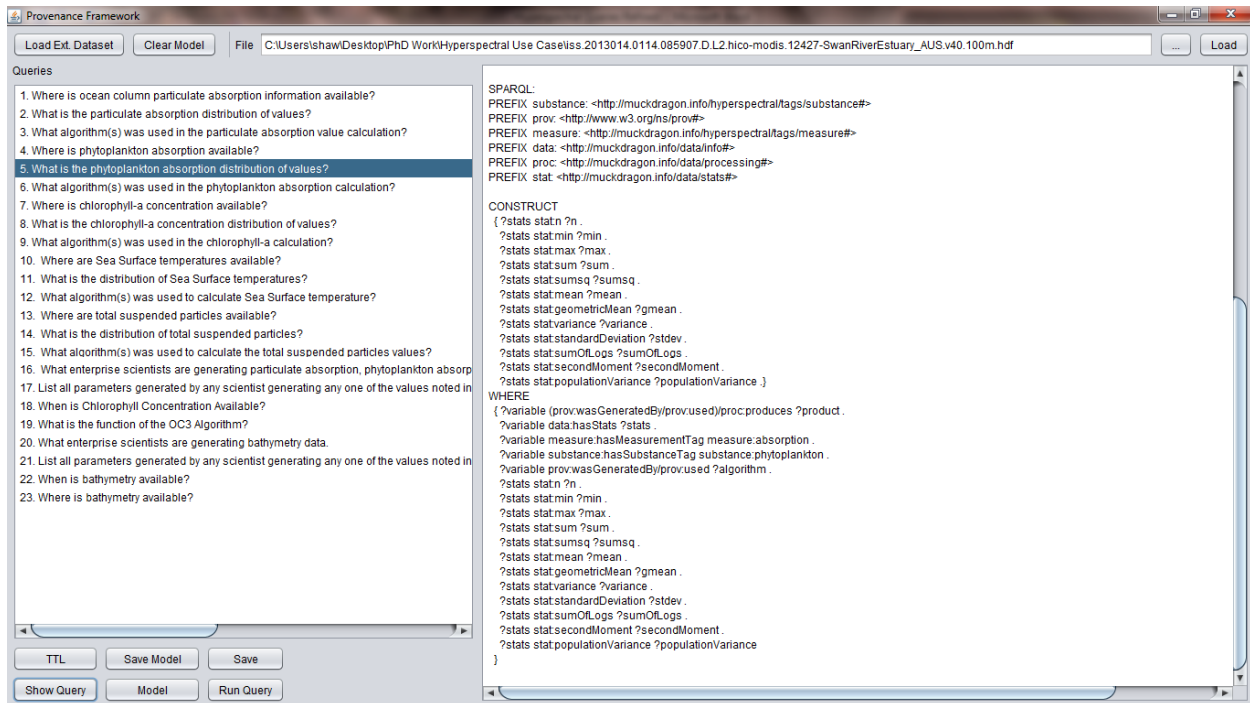 Provenance Framework
Load Ext. Dataset
Clear Model
File
C:\Users\shaw\Desktop\PhD Work\Hyperspectral Use Case\iss.2013014.0114.085907.D.L2.hico-modis.12427-SwanRiverEstuary_AUS.v40.100m.hdf
...
Load
Queries
1. Where is ocean column particulate absorption information available?
2. What is the particulate absorption distribution of values?
3. What algorithm(s) was used in the particulate absorption value calculation?
4. Where is phytoplankton absorption available?
5. What is the phytoplankton absorption distribution of values?
6. What algorithm(s) was used in the phytoplankton absorption calculation?
7. Where is chlorophyll-a concentration available?
8. What is the chlorophyll-a concentration distribution of values?
9. What algorithm(s) was used in the chlorophyll-a calculation?
10. Where are Sea Surface temperatures available?
11. What is the distribution of Sea Surface temperatures?
12. What algorithm(s) was used to calculate Sea Surface temperature?
13. Where are total suspended particles available?
14. What is the distribution of total suspended particles?
15. What algorithm(s) was used to calculate the total suspended particles values?
16. What enterprise scientists are generating particulate absorption, phytoplankton absorp
17. List all parameters generated by any scientist generating any one of the values noted in
18. When is Chlorophyll Concentration Available?
19. What is the function of the OC3 Algorithm?
20. What enterprise scientists are generating bathymetry data.
21. List all parameters generated by any scientist generating any one of the values noted in
22. When is bathymetry available?
23. Where is bathymetry available?
TTL
Save Model
Save
Show Query
Model
Run Query
SPARQL:
PREFIX substance: <http://muckdragon.info/hyperspectral/tags/substance#>
PREFIX prov: <http://www.w3.org/ns/prov#>
PREFIX measure: <http://muckdragon.info/hyperspectral/tags/measure#>
PREFIX data: <http://muckdragon.info/data/info#>
PREFIX proc: <http://muckdragon.info/data/processing#>
PREFIX stat: <http://muckdragon.info/data/stats#>
CONSTRUCT
{ ?stats stat:n ?n .
?stats stat:min ?min .
?stats stat:max ?max .
?stats stat:sum ?sum .
?stats stat:sumsq ?sumsq .
?stats stat:mean ?mean .
?stats stat:geometricMean ?gmean .
?stats stat:variance ?variance .
?stats stat:standardDeviation ?stdev .
?stats stat:sumOfLogs ?sumOfLogs .
?stats stat:secondMoment ?secondMoment .
?stats stat:populationVariance ?populationVariance .}
WHERE
{ ?variable (prov:wasGeneratedBy/prov:used)/proc:produces ?product .
?variable data:hasStats ?stats .
?variable measure:hasMeasurementTag measure:absorption .
?variable substance:hasSubstanceTag substance:phytoplankton .
?variable prov:wasGeneratedBy/prov:used ?algorithm .
?stats stat:n ?n .
?stats stat:min ?min .
?stats stat:max ?max .
?stats stat:sum ?sum .
?stats stat:sumsq ?sumsq .
?stats stat:mean ?mean .
?stats stat:geometricMean ?gmean .
?stats stat:variance ?variance .
?stats stat:standardDeviation ?stdev .
?stats stat:sumOfLogs ?sumOfLogs .
?stats stat:secondMoment ?secondMoment .
?stats stat:populationVariance ?populationVariance
}